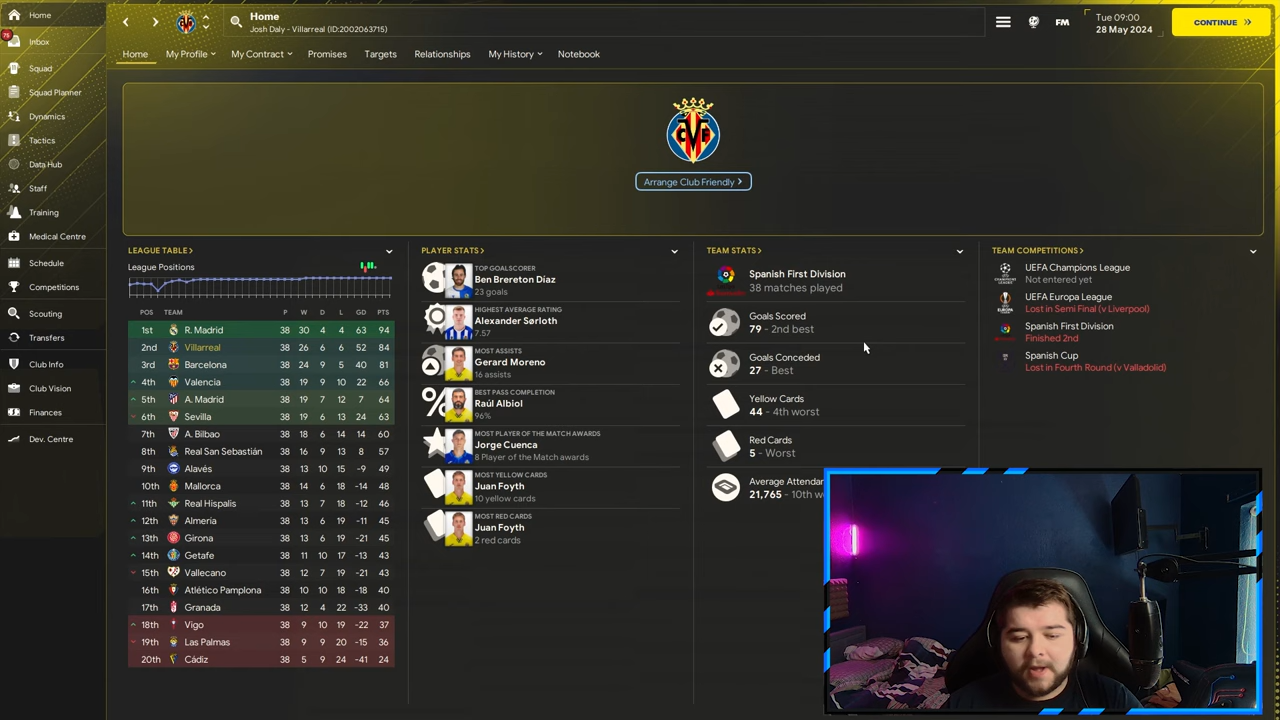 Home
75
Inbox
Squad
Squad Planner
Dynamics
Tactics
Data Hub
Staff
Training
Medical Centre
Schedule
Competitions
Scouting
Transfers
Club Info
Club Vision
Finances
Dev. Centre
Home
Josh Daly - Villarreal (ID:2002063715)
FM
Tue 09:00
28 May 2024
CONTINUE
Home My Profile My Contract Promises Targets Relationships My History Notebook
Arrange Club Friendly >
LEAGUE TABLE >
League Positions
POS TEAM P W D L GD PTS
1st R. Madrid 38 30 4 4 63 94
2nd Villarreal 38 26 6 6 52 84
3rd Barcelona 38 24 9 5 40 81
4th Valencia 38 19 9 10 22 66
5th A. Madrid 38 19 7 12 7 64
6th Sevilla 38 19 6 13 24 63
7th A. Bilbao 38 18 6 14 14 60
8th Real San Sebastián 38 16 9 13 8 57
9th Alavés 38 13 10 15 -9 49
10th Mallorca 38 14 6 18 -14 48
11th Real Hispalis 38 13 7 18 -12 46
12th Almeria 38 13 6 19 -11 45
13th Girona 38 13 6 19 -21 45
14th Getafe 38 11 10 17 -13 43
15th Vallecano 38 12 7 19 -21 43
16th Atlético Pamplona 38 10 10 18 -18 40
17th Granada 38 12 4 22 -33 40
18th Vigo 38 9 10 19 -22 37
19th Las Palmas 38 9 9 20 -15 36
20th Cádiz 38 5 9 24 -41 24
PLAYER STATS >
TOP GOALSCORER
Ben Brereton Díaz
23 goals
HIGHEST AVERAGE RATING
Alexander Sørloth
7.57
MOST ASSISTS
Gerard Moreno
16 assists
BEST PASS COMPLETION
Raúl Albiol
96%
MOST PLAYER OF THE MATCH AWARDS
Jorge Cuenca
8 Player of the Match awards
MOST YELLOW CARDS
Juan Foyth
10 yellow cards
MOST RED CARDS
Juan Foyth
2 red cards
TEAM STATS >
Spanish First Division
38 matches played
Goals Scored
79 - 2nd best
Goals Conceded
27 - Best
Yellow Cards
44 - 4th worst
Red Cards
5 - Worst
Average
21,765 - 10th
TEAM COMPETITIONS >
UEFA Champions League
Not entered yet
UEFA Europa League
Lost in Semi Final (v Liverpool)
Spanish First Division
Finished 2nd
Spanish Cup
Lost in Fourth Round (v Valladolid)